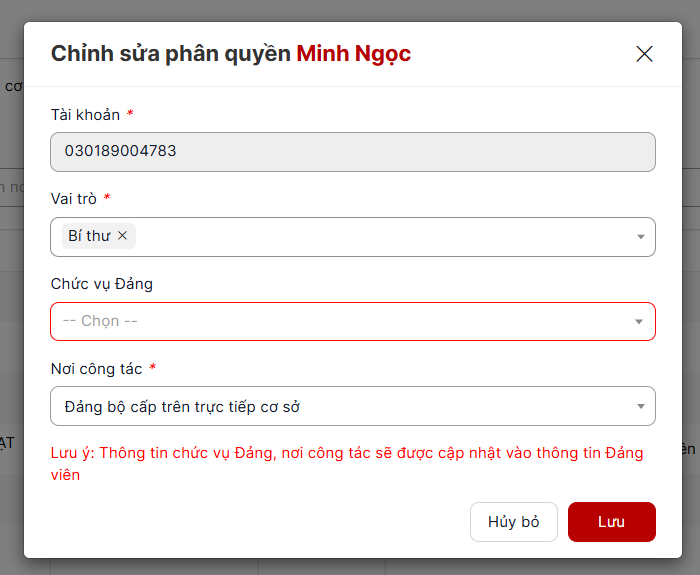 Chỉnh sửa phân quyền Minh Ngọc
cơ
Tài khoản *
030189004783
Vai trò *
Bí thư ×
Chức vụ Đảng
-- Chọn --
Nơi công tác *
Đảng bộ cấp trên trực tiếp cơ sở
Lưu ý: Thông tin chức vụ Đảng, nơi công tác sẽ được cập nhật vào thông tin Đảng
viên
Hủy bỏ
Lưu